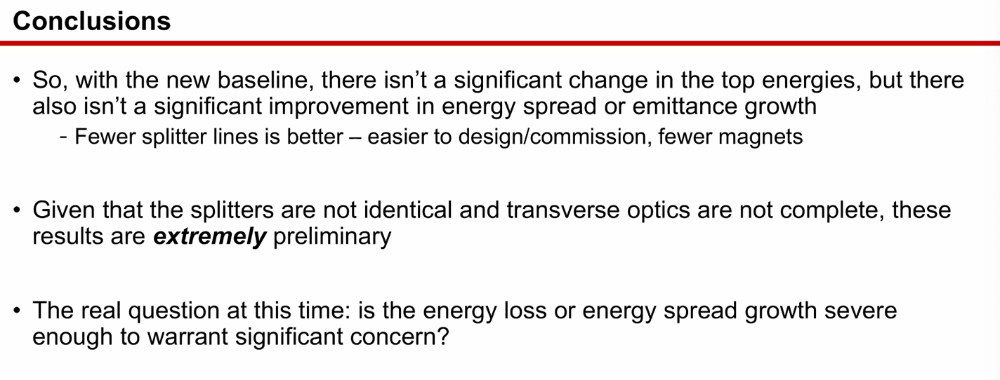 Conclusions
• So, with the new baseline, there isn’t a significant change in the top energies, but there
also isn’t a significant improvement in energy spread or emittance growth
- Fewer splitter lines is better – easier to design/commission, fewer magnets
• Given that the splitters are not identical and transverse optics are not complete, these
results are extremely preliminary
• The real question at this time: is the energy loss or energy spread growth severe
enough to warrant significant concern?